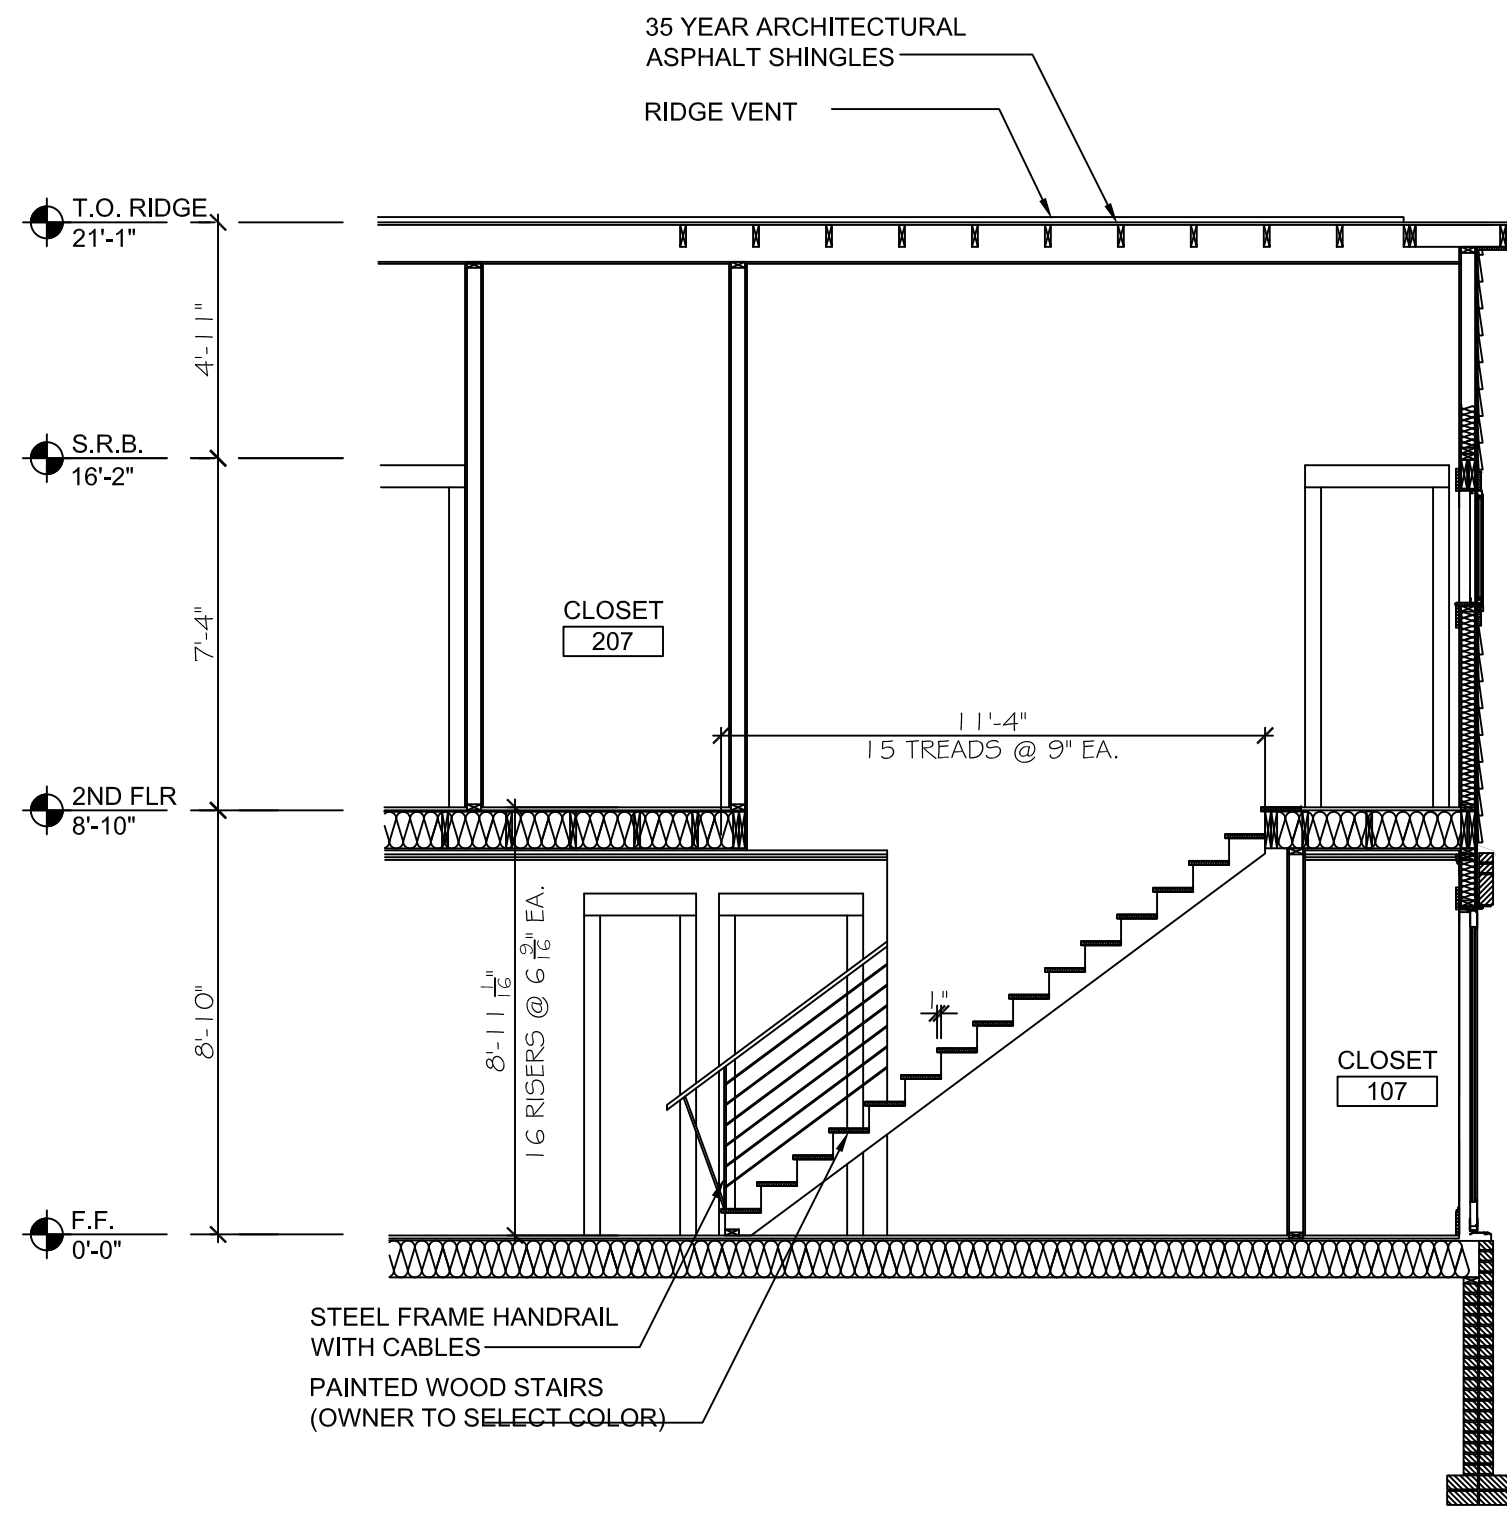 35 YEAR ARCHITECTURAL
ASPHALT SHINGLES
RIDGE VENT
T.O. RIDGE
21'-1"
4'-11"
S.R.B.
16'-2"
7'-4"
CLOSET
207
11'-4"
15 TREADS @ 9" EA.
2ND FLR
8'-10"
8'-10"
8'-11 1/16"
16 RISERS @ 6 9/16" EA.
1"
CLOSET
107
F.F.
0'-0"
STEEL FRAME HANDRAIL
WITH CABLES
PAINTED WOOD STAIRS
(OWNER TO SELECT COLOR)